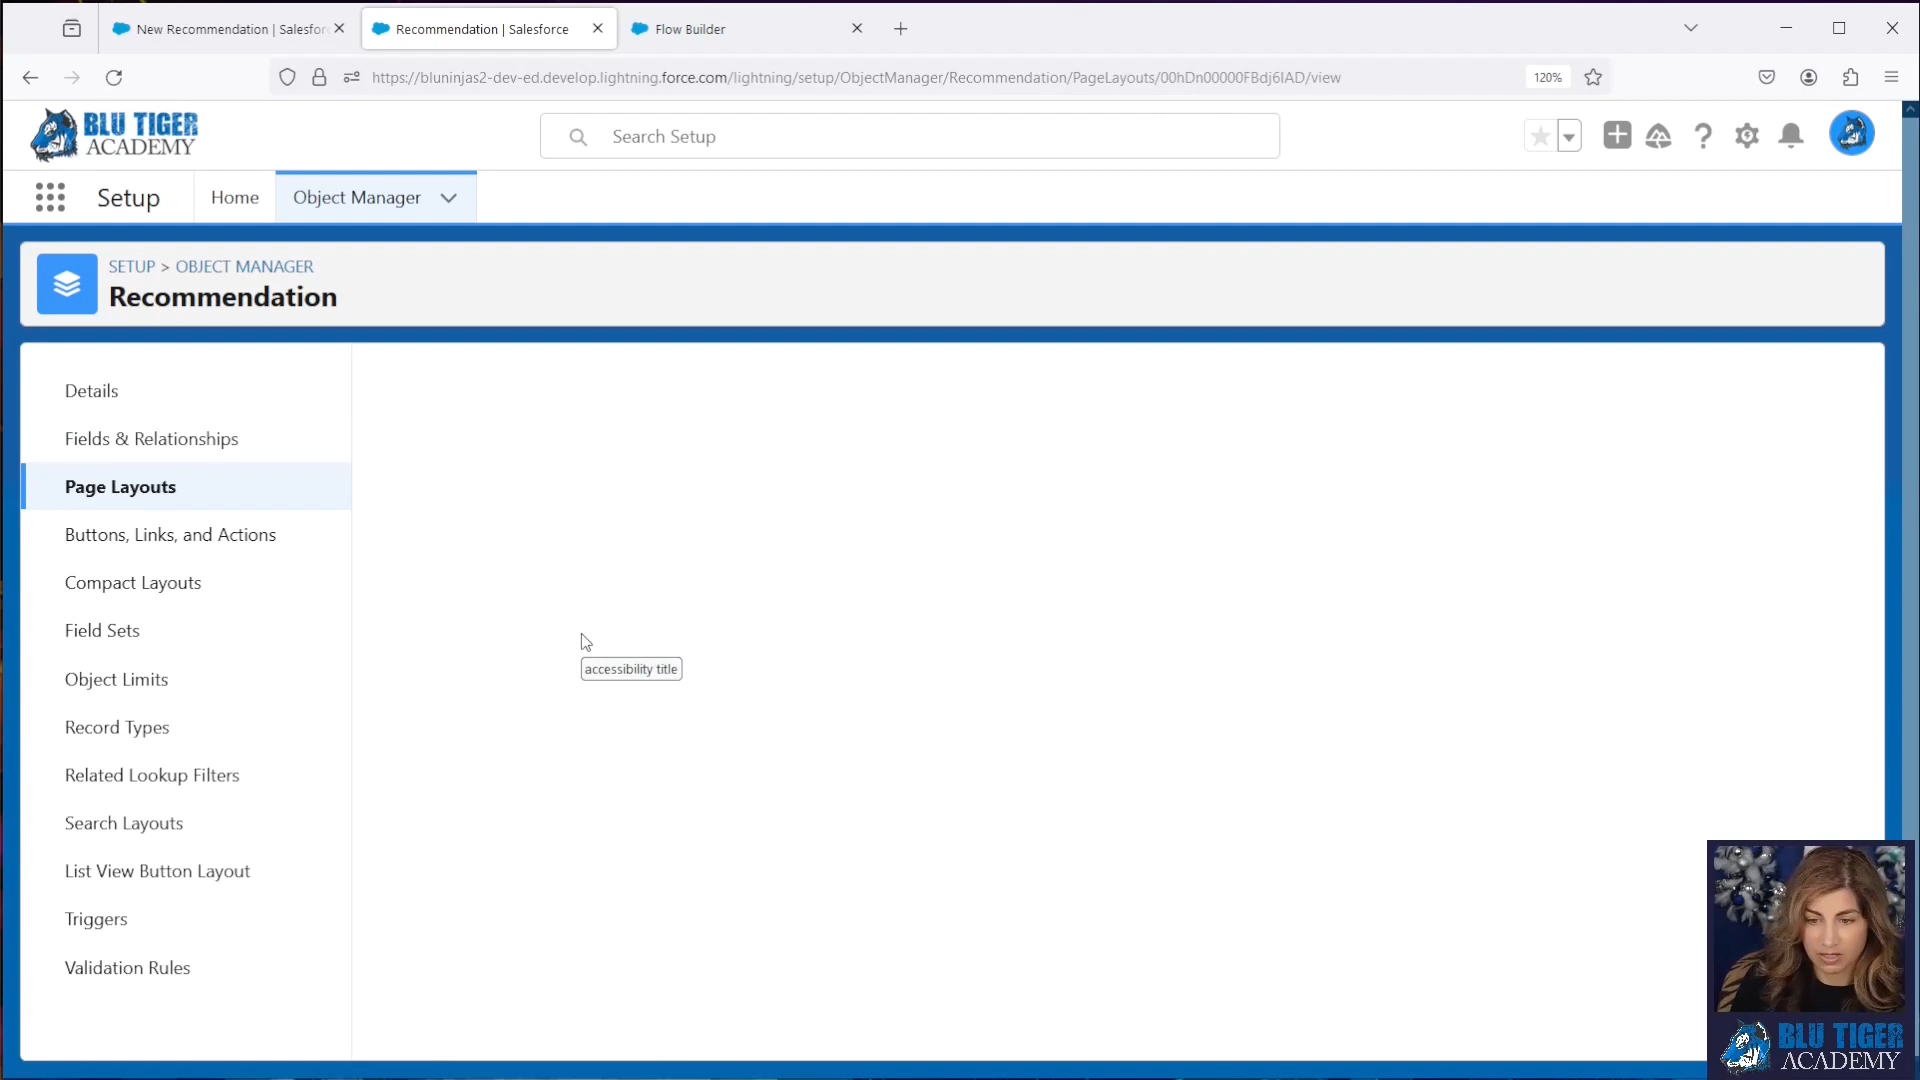 New Recommendation | Salesfor
Recommendation | Salesforce
Flow Builder
https://bluninjas2-dev-ed.develop.lightning.force.com/lightning/setup/ObjectManager/Recommendation/PageLayouts/00hDn00000FBdj6IAD/view
120%
BLU TIGER
ACADEMY
Search Setup
Setup
Home
Object Manager
SETUP > OBJECT MANAGER
Recommendation
Details
Fields & Relationships
Page Layouts
Buttons, Links, and Actions
Compact Layouts
Field Sets
accessibility title
Object Limits
Record Types
Related Lookup Filters
Search Layouts
List View Button Layout
Triggers
Validation Rules
BLU TIGER
ACADEMY